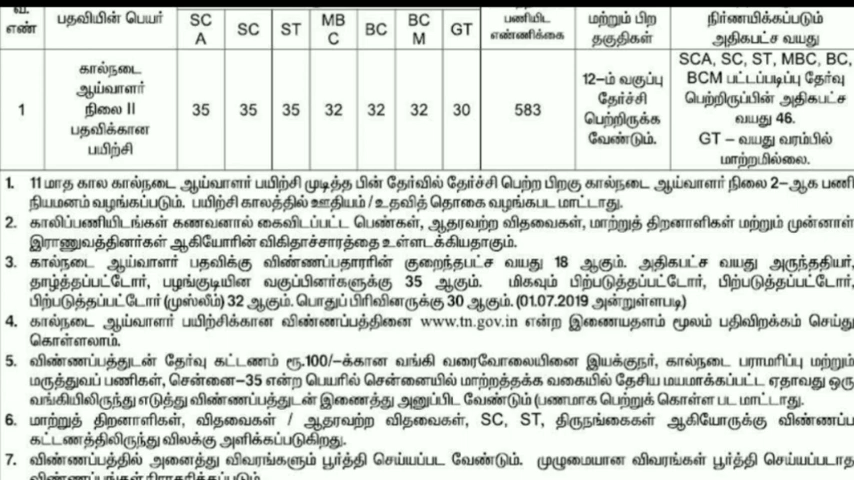 வ. எண்
பதவியின் பெயர்
SC A
SC
ST
MB C
BC
BC M
GT
பணியிட எண்ணிக்கை
மற்றும் பிற தகுதிகள்
நிர்ணயிக்கப்படும் அதிகபட்ச வயது
1
கால்நடை
ஆய்வாளர்
நிலை II
பதவிக்கான
பயிற்சி
35
35
35
32
32
32
30
583
12-ம் வகுப்பு
தேர்ச்சி
பெற்றிருக்க
வேண்டும்.
SCA, SC, ST, MBC, BC,
BCM பட்டப்படிப்பு தேர்வு
பெற்றிருப்பின் அதிகபட்ச
வயது 46.
GT – வயது வரம்பில்
மாற்றமில்லை.
1. 11 மாத கால கால்நடை ஆய்வாளர் பயிற்சி முடித்த பின் தேர்வில் தேர்ச்சி பெற்ற பிறகு கால்நடை ஆய்வாளர் நிலை 2-ஆக பணி
நியமனம் வழங்கப்படும். பயிற்சி காலத்தில் ஊதியம் / உதவித் தொகை வழங்கபட மாட்டாது.
2. காலிப்பணியிடங்கள் கணவனால் கைவிடப்பட்ட பெண்கள், ஆதரவற்ற விதவைகள், மாற்றுத் திறனாளிகள் மற்றும் முன்னாள்
இராணுவத்தினர்கள் ஆகியோரின் விகிதாச்சாரத்தை உள்ளடக்கியதாகும்.
3. கால்நடை ஆய்வாளர் பதவிக்கு விண்ணப்பதாரரின் குறைந்தபட்ச வயது 18 ஆகும். அதிகபட்ச வயது அருந்ததியர்,
தாழ்த்தப்பட்டோர், பழங்குடியின வகுப்பினர்களுக்கு 35 ஆகும். மிகவும் பிற்படுத்தப்பட்டோர், பிற்படுத்தப்பட்டோர்,
பிற்படுத்தப்பட்டோர் (முஸ்லீம்) 32 ஆகும். பொதுப் பிரிவினருக்கு 30 ஆகும். (01.07.2019 அன்றுள்ளபடி)
4. கால்நடை ஆய்வாளர் பயிற்சிக்கான விண்ணப்பத்தினை www.tn.gov.in என்ற இணையதளம் மூலம் பதிவிறக்கம் செய்து
கொள்ளலாம்.
5. விண்ணப்பத்துடன் தேர்வு கட்டணம் ரூ.100/-க்கான வங்கி வரைவோலையினை இயக்குநர், கால்நடை பராமரிப்பு மற்றும்
மருத்துவப் பணிகள், சென்னை-35 என்ற பெயரில் சென்னையில் மாற்றத்தக்க வகையில் தேசிய மயமாக்கப்பட்ட ஏதாவது ஒரு
வங்கியிலிருந்து எடுத்து விண்ணப்பத்துடன் இணைத்து அனுப்பிட வேண்டும் (பணமாக பெற்றுக் கொள்ள பட மாட்டாது.
6. மாற்றுத் திறனாளிகள், விதவைகள் / ஆதரவற்ற விதவைகள், SC, ST, திருநங்கைகள் ஆகியோருக்கு விண்ணப்ப
கட்டணத்திலிருந்து விலக்கு அளிக்கப்படுகிறது.
7. விண்ணப்பத்தில் அனைத்து விவரங்களும் பூர்த்தி செய்யப்பட வேண்டும். முழுமையான விவரங்கள் பூர்த்தி செய்யப்படாத